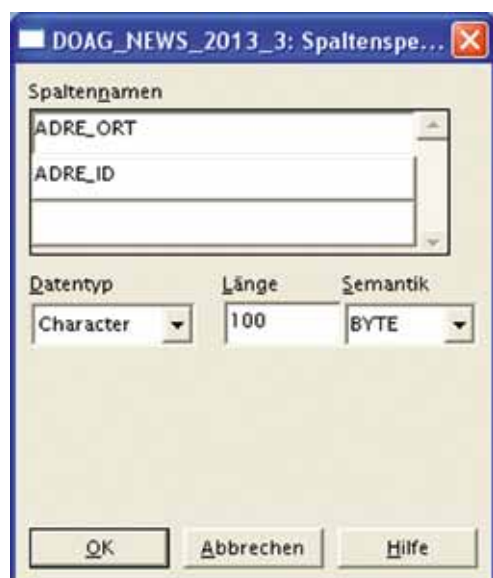 DOAG_NEWS_2013_3: Spaltenspe...
Spaltennamen
ADRE_ORT
ADRE_ID
Datentyp Länge Semantik
Character 100 BYTE
OK Abbrechen Hilfe